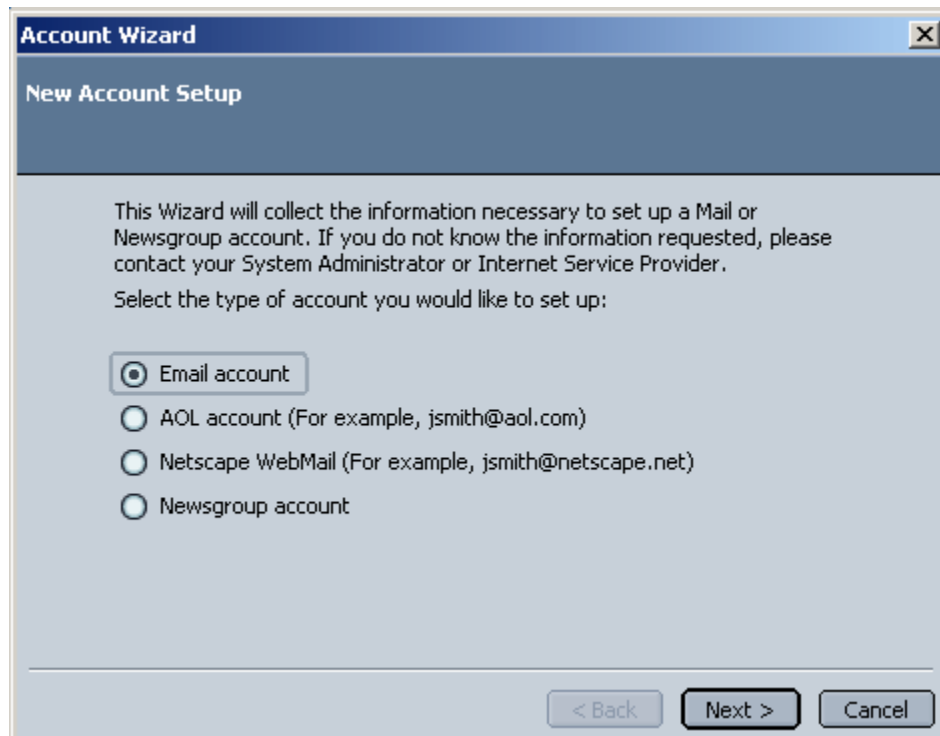 Account Wizard
New Account Setup
This Wizard will collect the information necessary to set up a Mail or
Newsgroup account. If you do not know the information requested, please
contact your System Administrator or Internet Service Provider.
Select the type of account you would like to set up:
Email account
AOL account (For example, jsmith@aol.com)
Netscape WebMail (For example, jsmith@netscape.net)
Newsgroup account
< Back Next > Cancel